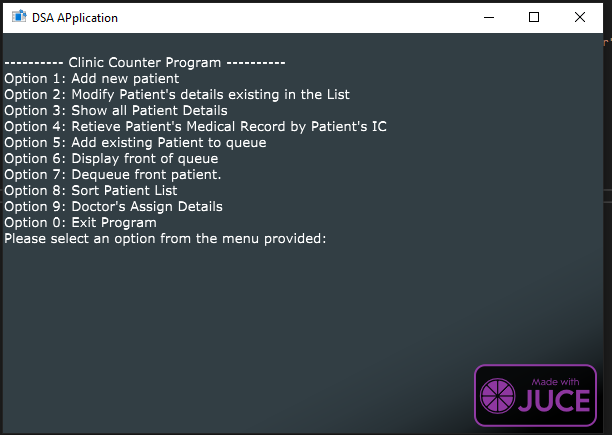 DSA APplication
---------- Clinic Counter Program ----------
Option 1: Add new patient
Option 2: Modify Patient's details existing in the List
Option 3: Show all Patient Details
Option 4: Retieve Patient's Medical Record by Patient's IC
Option 5: Add existing Patient to queue
Option 6: Display front of queue
Option 7: Dequeue front patient.
Option 8: Sort Patient List
Option 9: Doctor's Assign Details
Option 0: Exit Program
Please select an option from the menu provided:
Made with
JUCE